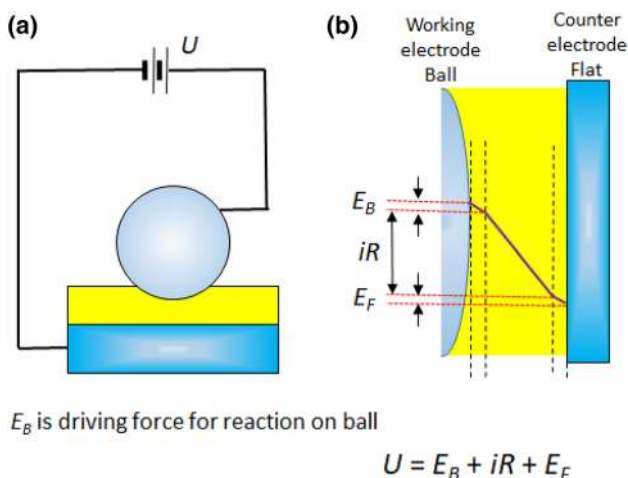 (a)
U
(b)
Working
electrode
Ball
Counter
electrode
Flat
E_B
iR
E_F
E_B is driving force for reaction on ball
U = E_B + iR + E_F